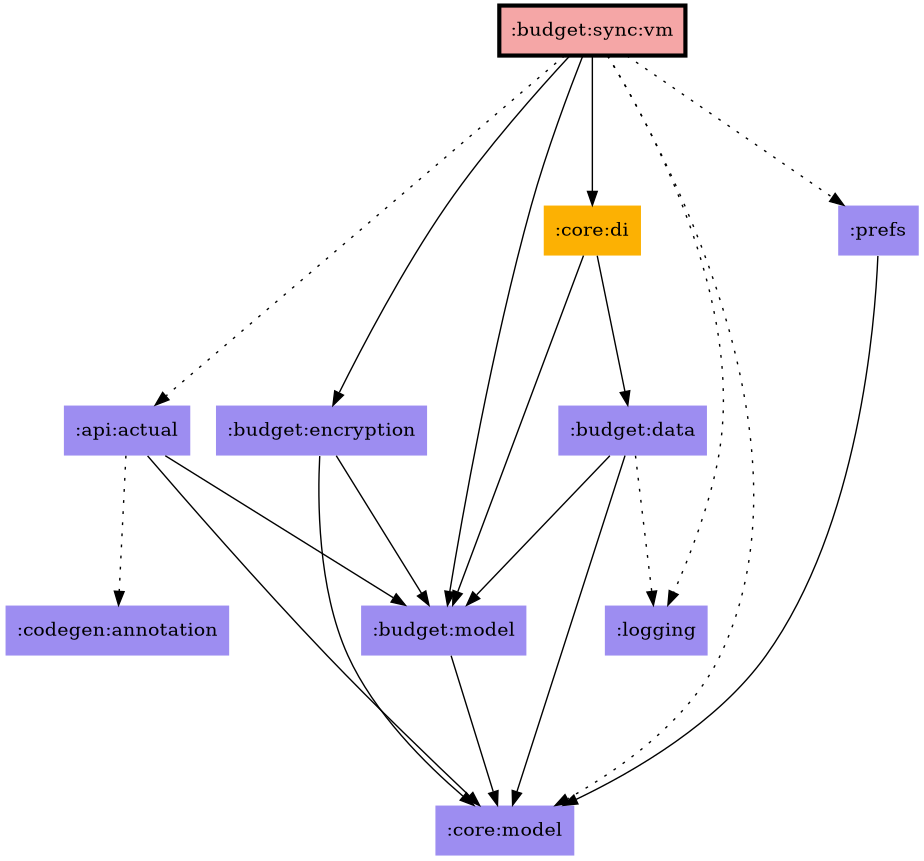 :budget:sync:vm
:core:di
:prefs
:api:actual
:budget:encryption
:budget:data
:codegen:annotation
:budget:model
:logging
:core:model